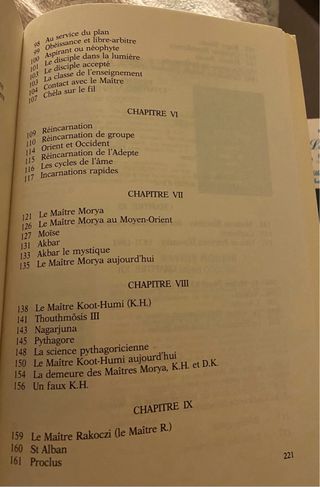 98 Au service du plan
99 Obéissance et libre-arbitre
100 Aspirant ou néophyte
101 Le disciple dans la lumière
103 Le disciple accepté
103 La classe de l'enseignement
104 Contact avec le Maître
107 Chêla sur le fil
CHAPITRE VI
109 Réincarnation
110 Réincarnation de groupe
114 Orient et Occident
115 Réincarnation de l'Adepte
116 Les cycles de l'âme
117 Incarnations rapides
CHAPITRE VII
121 Le Maître Morya
126 Le Maître Morya au Moyen-Orient
127 Moïse
131 Akbar
133 Akbar le mystique
135 Le Maître Morya aujourd'hui
CHAPITRE VIII
138 Le Maître Koot-Humi (K.H.)
141 Thouthmôsis III
143 Nagarjuna
145 Pythagore
148 La science pythagoricienne
150 Le Maître Koot-Humi aujourd'hui
154 La demeure des Maîtres Morya, K.H. et D.K.
156 Un faux K.H.
CHAPITRE IX
159 Le Maître Rakoczi (le Maître R.)
160 St Alban
161 Proclus
221